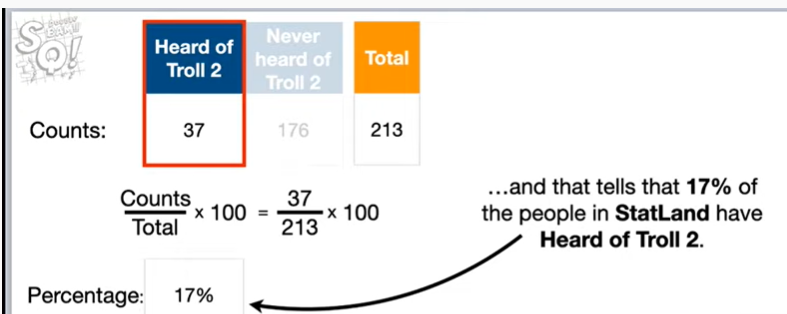 SQ!
Heard of
Troll 2
Never
heard of
Troll 2
Total
Counts:
37
176
213
Counts
Total
x 100
=
37
213
x 100
…and that tells that 17% of
the people in StatLand have
Heard of Troll 2.
Percentage:
17%